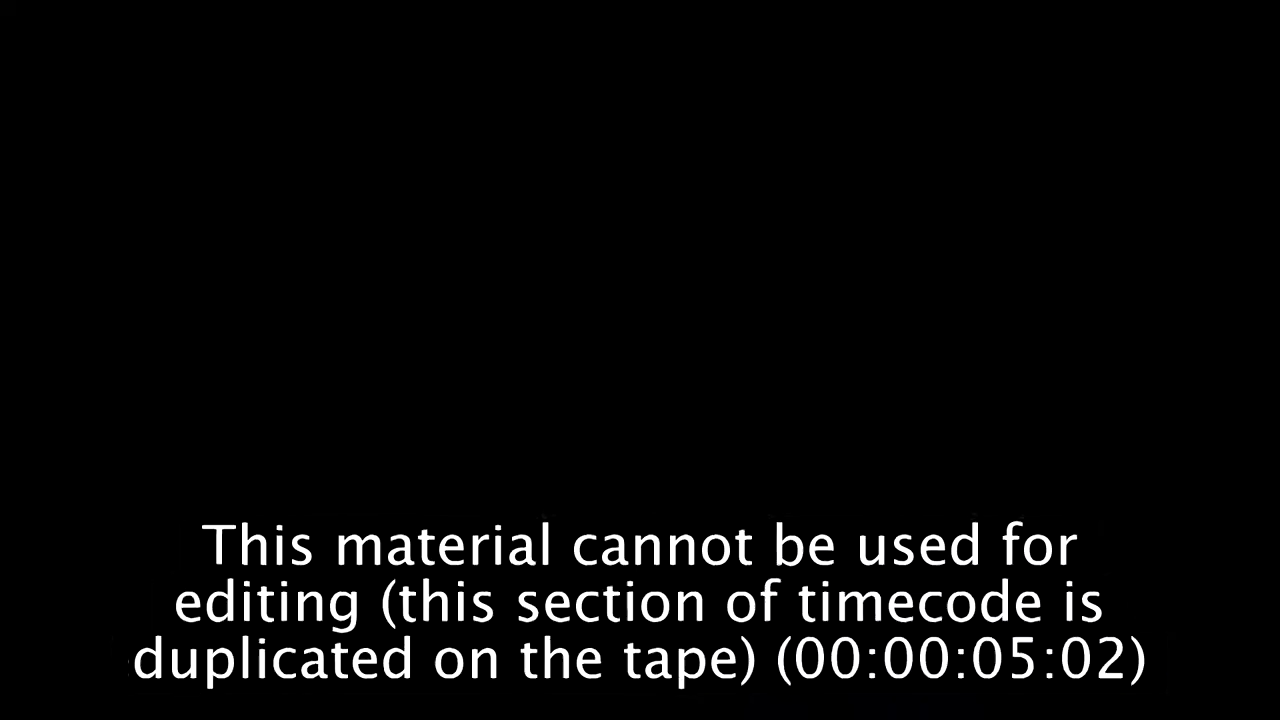 This material cannot be used for
editing (this section of timecode is
duplicated on the tape) (00:00:05:02)